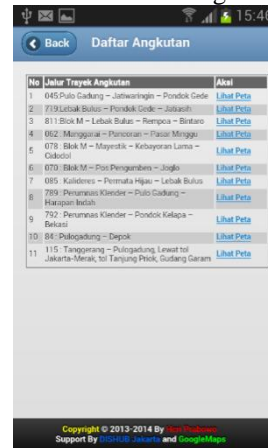 15:46
Back Daftar Angkutan
No Jalur Trayek Angkutan Aksi
1 045:Pulo Gadung – Jatiwaringin – Pondok Gede Lihat Peta
2 719:Lebak Bulus – Pondok Gede – Jatiasih Lihat Peta
3 811:Blok M – Lebak Bulus – Rempoa – Bintaro Lihat Peta
4 062 : Manggarai – Pancoran – Pasar Minggu Lihat Peta
5 078 : Blok M – Mayestik – Kebayoran Lama – Lihat Peta
Cidodol
6 070 : Blok M – Pos Pengumben – Joglo Lihat Peta
7 085 : Kalideres – Permata Hijau – Lebak Bulus Lihat Peta
8 789 : Perumnas Klender – Pulo Gadung – Lihat Peta
Harapan Indah
9 792 : Perumnas Klender – Pondok Kelapa – Lihat Peta
Bekasi
10 84 : Pulogadung – Depok Lihat Peta
11 115 : Tanggerang – Pulogadung, Lewat tol Lihat Peta
Jakarta-Merak, tol Tanjung Priok, Gudang Garam
Copyright © 2013-2014 By
Support By DISHUB Jakarta and GoogleMaps